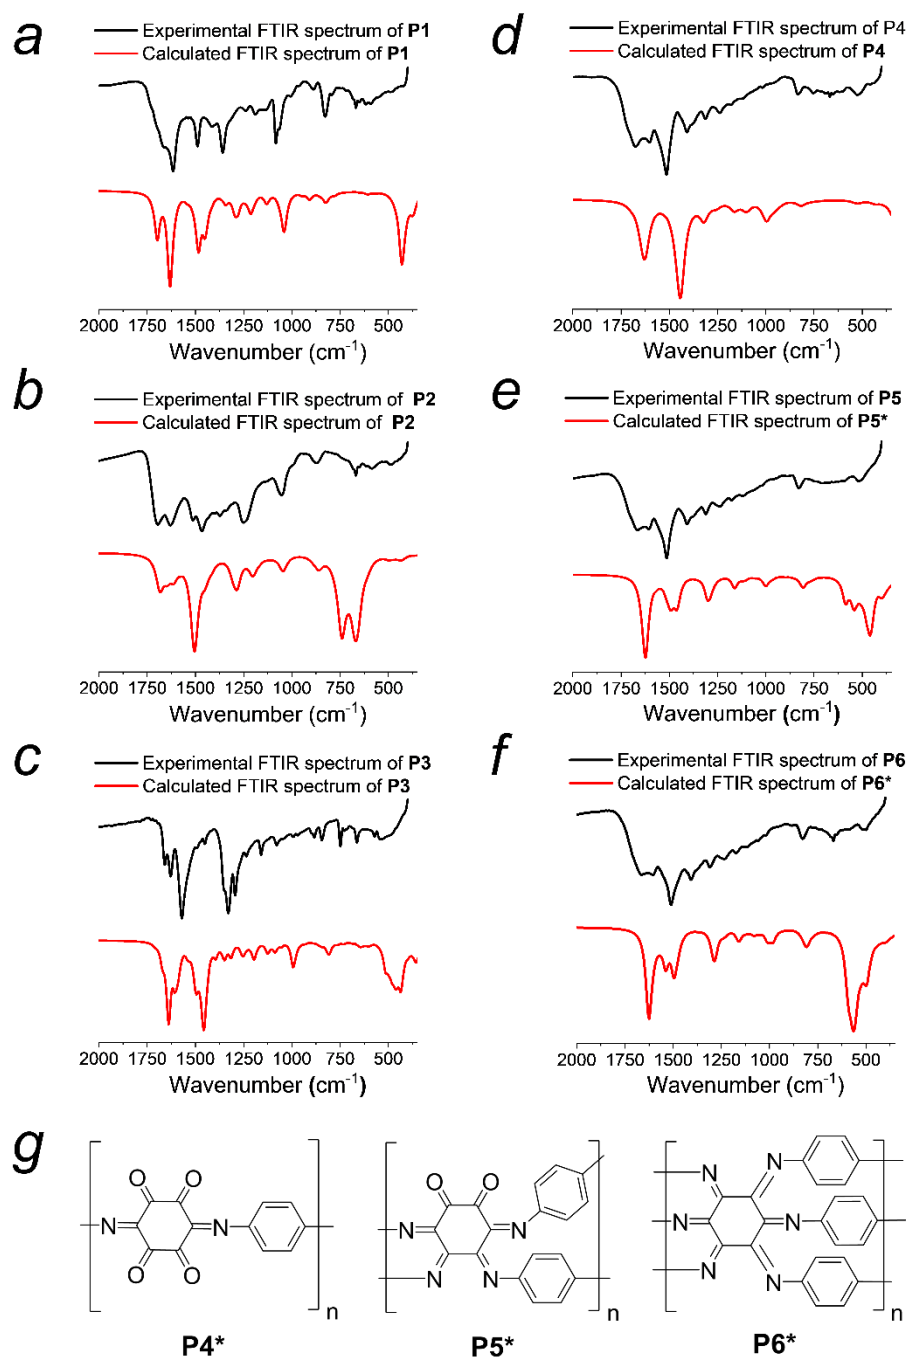 a
Experimental FTIR spectrum of P1
Calculated FTIR spectrum of P1
2000 1750 1500 1250 1000 750 500
Wavenumber (cm⁻¹)
d
Experimental FTIR spectrum of P4
Calculated FTIR spectrum of P4
2000 1750 1500 1250 1000 750 500
Wavenumber (cm⁻¹)
b
Experimental FTIR spectrum of P2
Calculated FTIR spectrum of P2
2000 1750 1500 1250 1000 750 500
Wavenumber (cm⁻¹)
e
Experimental FTIR spectrum of P5
Calculated FTIR spectrum of P5*
2000 1750 1500 1250 1000 750 500
Wavenumber (cm⁻¹)
c
Experimental FTIR spectrum of P3
Calculated FTIR spectrum of P3
2000 1750 1500 1250 1000 750 500
Wavenumber (cm⁻¹)
f
Experimental FTIR spectrum of P6
Calculated FTIR spectrum of P6*
2000 1750 1500 1250 1000 750 500
Wavenumber (cm⁻¹)
g
O O
N N
O O
n
P4*
O O
N N
N N
n
P5*
N N
N N
N N
n
P6*